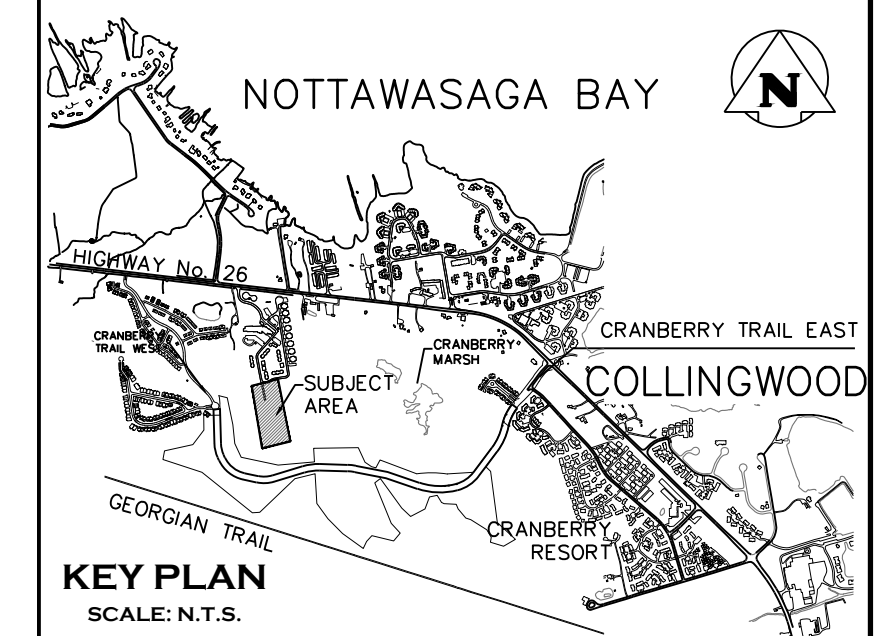 NOTTAWASAGA BAY
N
HIGHWAY No. 26
CRANBERRY
TRAIL WEST
CRANBERRY
MARSH
CRANBERRY TRAIL EAST
SUBJECT
AREA
COLLINGWOOD
GEORGIAN TRAIL
CRANBERRY
RESORT
KEY PLAN
SCALE: N.T.S.